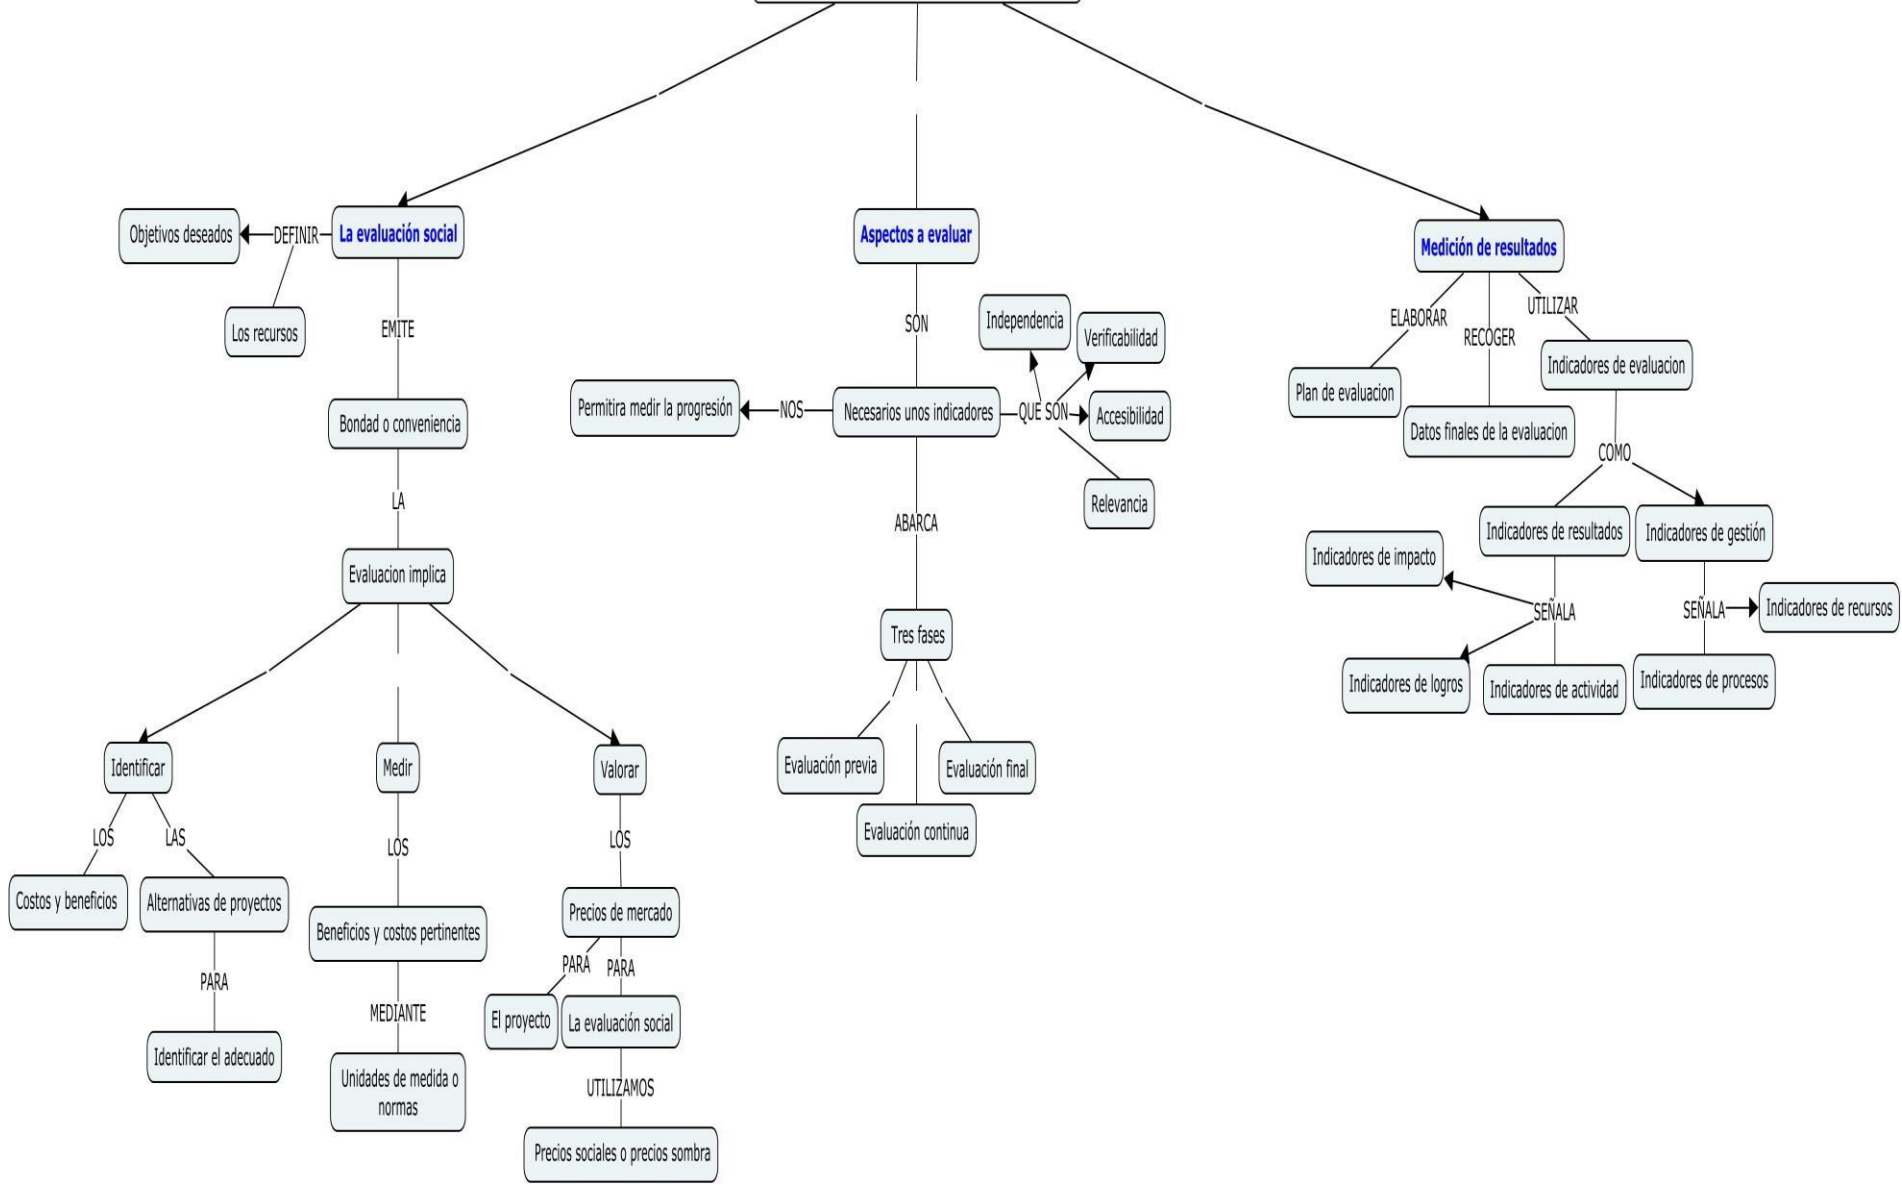 La evaluación social
DEFINIR
Objetivos deseados
Los recursos
EMITE
Bondad o conveniencia
LA
Evaluacion implica
Identificar
LOS
Costos y beneficios
LAS
Alternativas de proyectos
PARA
Identificar el adecuado
Medir
LOS
Beneficios y costos pertinentes
MEDIANTE
Unidades de medida o
normas
Valorar
LOS
Precios de mercado
PARA
El proyecto
PARA
La evaluación social
UTILIZAMOS
Precios sociales o precios sombra
Aspectos a evaluar
SON
Necesarios unos indicadores
NOS
Permitira medir la progresión
QUE SON
Independencia
Verificabilidad
Accesibilidad
Relevancia
ABARCA
Tres fases
Evaluación previa
Evaluación continua
Evaluación final
Medición de resultados
ELABORAR
Plan de evaluacion
RECOGER
Datos finales de la evaluacion
UTILIZAR
Indicadores de evaluacion
COMO
Indicadores de resultados
SEÑALA
Indicadores de impacto
Indicadores de logros
Indicadores de actividad
Indicadores de gestión
SEÑALA
Indicadores de recursos
Indicadores de procesos